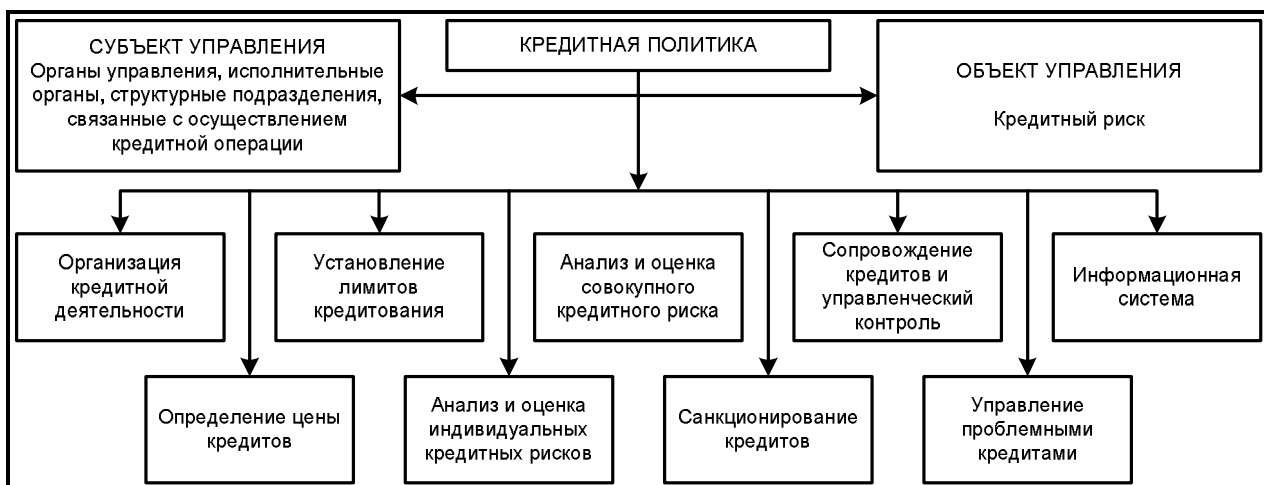 СУБЪЕКТ УПРАВЛЕНИЯ
Органы управления, исполнительные
органы, структурные подразделения,
связанные с осуществлением
кредитной операции
КРЕДИТНАЯ ПОЛИТИКА
ОБЪЕКТ УПРАВЛЕНИЯ
Кредитный риск
Организация
кредитной
деятельности
Установление
лимитов
кредитования
Анализ и оценка
совокупного
кредитного риска
Сопровождение
кредитов и
управленческий
контроль
Информационная
система
Определение цены
кредитов
Анализ и оценка
индивидуальных
кредитных рисков
Санкционирование
кредитов
Управление
проблемными
кредитами